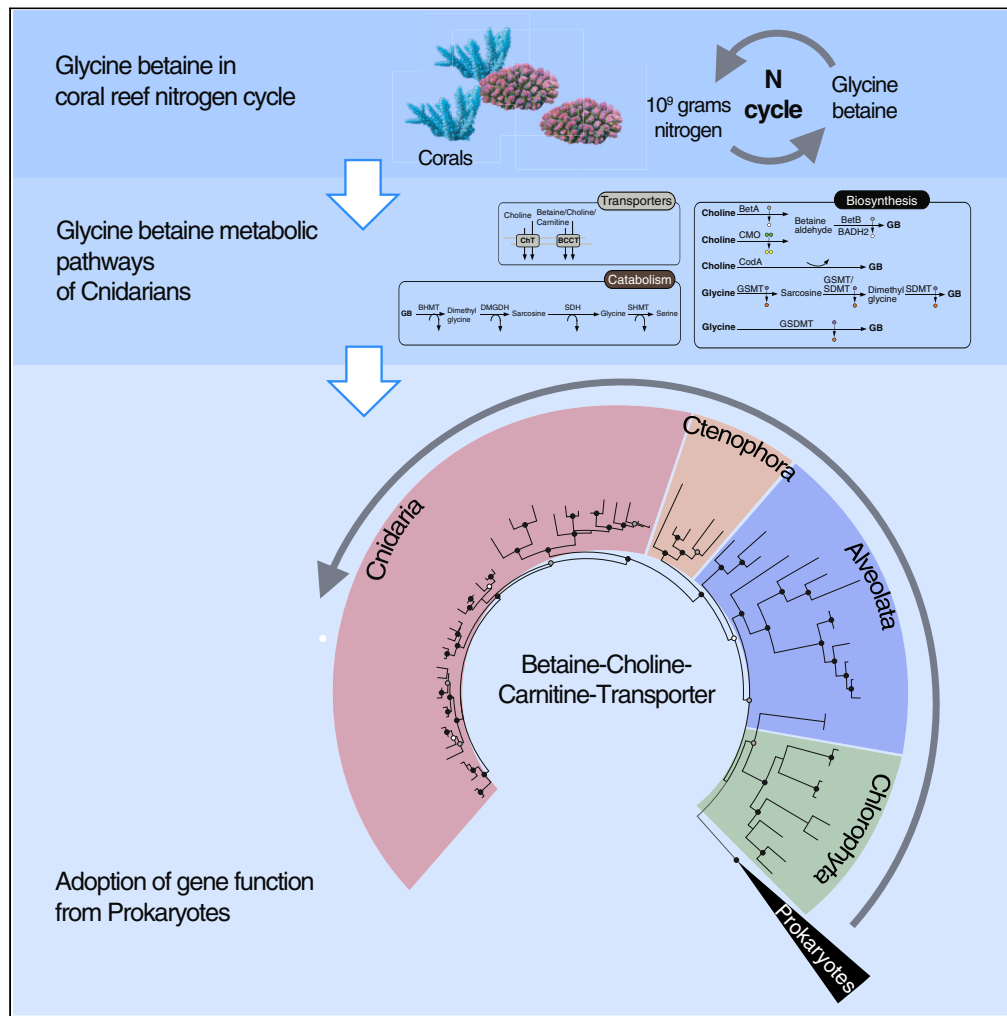 Glycine betaine in
coral reef nitrogen cycle
Corals
10⁹ grams
nitrogen
N
cycle
Glycine
betaine
Glycine betaine metabolic
pathways
of Cnidarians
Transporters
Choline
Betaine/Choline/
Carnitine
ChT
BCCT
Catabolism
GB
BHMT
Dimethyl
glycine
DMGDH
Sarcosine
SDH
Glycine
SHMT
Serine
Biosynthesis
Choline
BetA
Betaine
aldehyde
BetB
BADH2
GB
Choline
CMO
Choline
CodA
GB
Glycine
GSMT
Sarcosine
GSMT/
SDMT
Dimethyl
glycine
SDMT
GB
Glycine
GSDMT
GB
Cnidaria
Ctenophora
Alveolata
Chlorophyta
Prokaryotes
Betaine-Choline-
Carnitine-Transporter
Adoption of gene function
from Prokaryotes